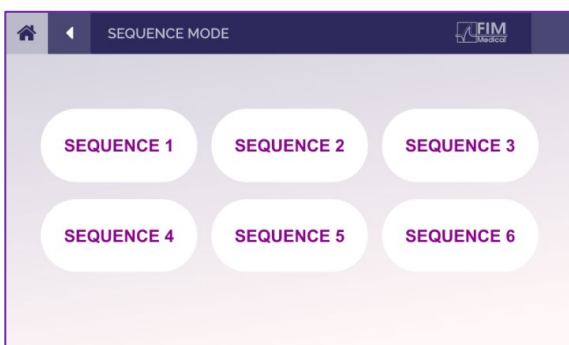 SEQUENCE MODE
FIM
Medical
SEQUENCE 1
SEQUENCE 2
SEQUENCE 3
SEQUENCE 4
SEQUENCE 5
SEQUENCE 6